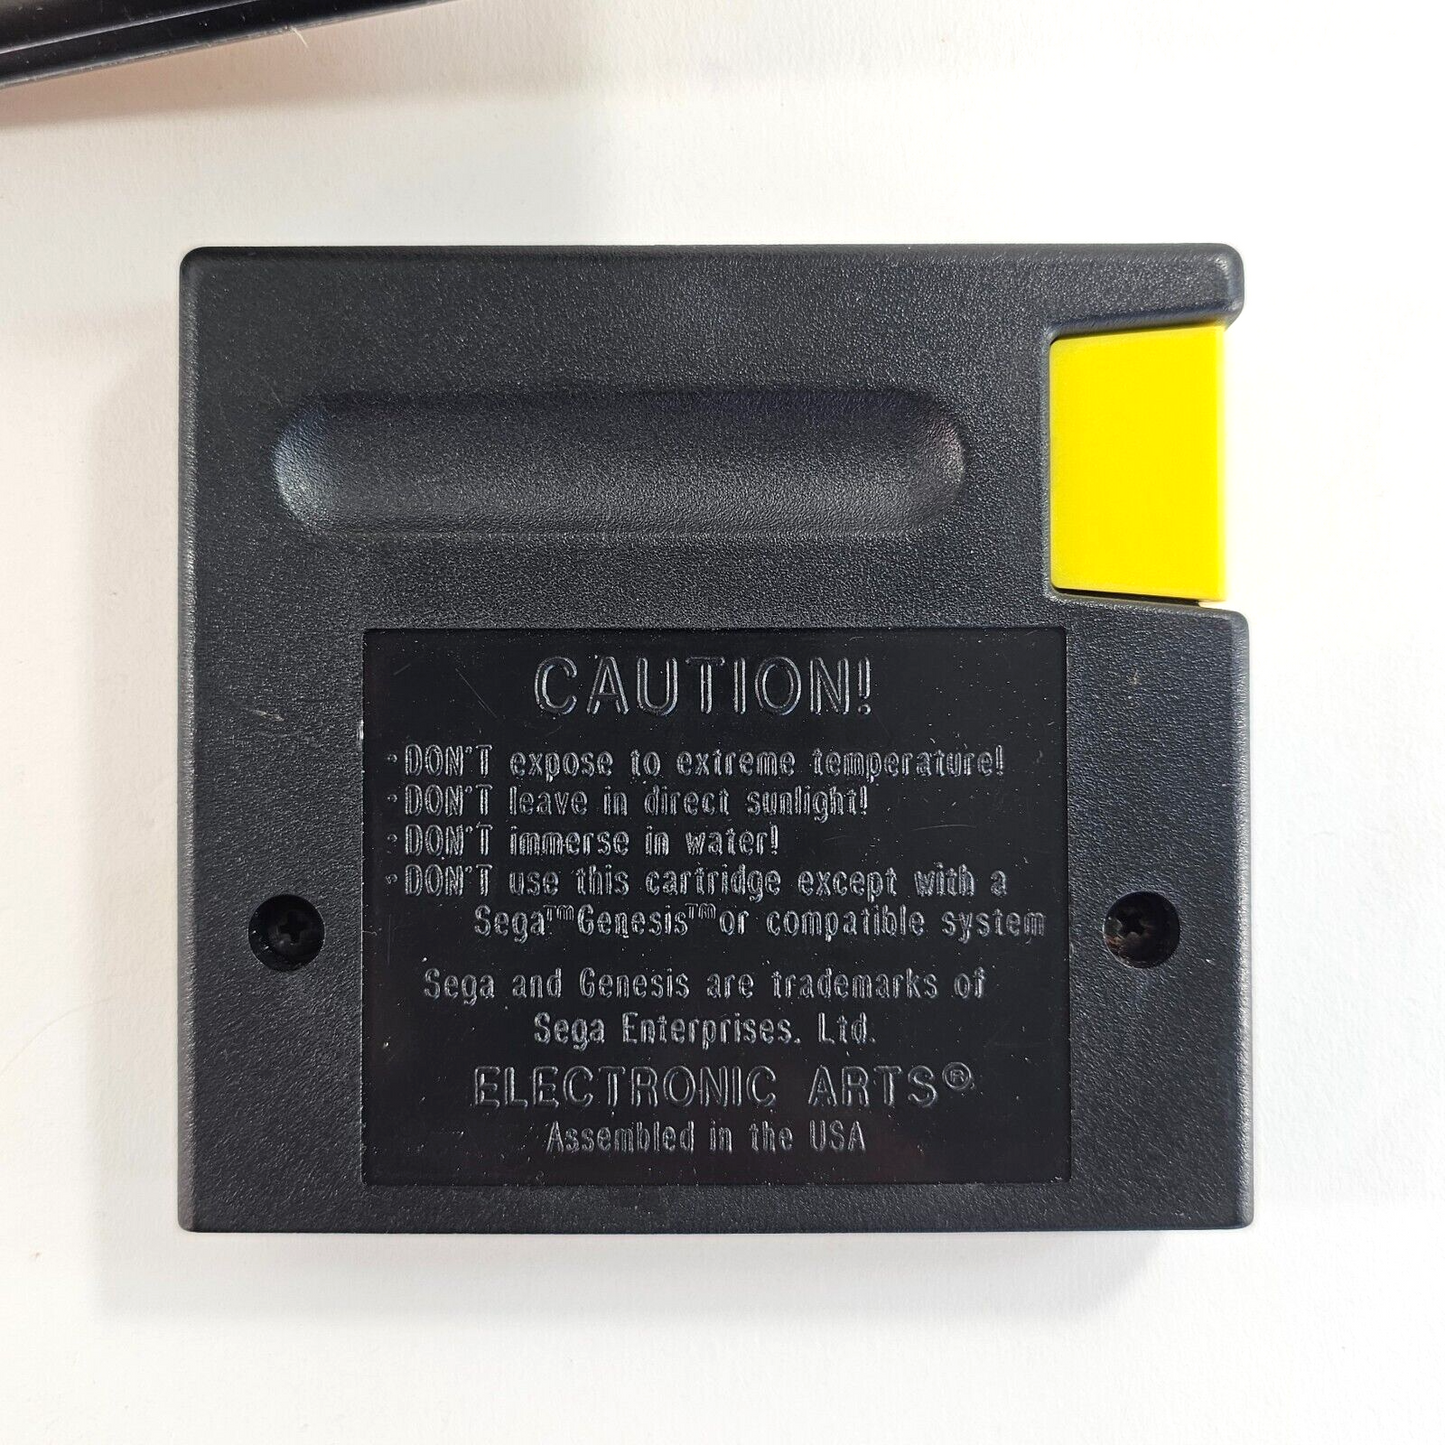 CAUTION!
·DON'T expose to extreme temperature!
·DON'T leave in direct sunlight!
·DON'T immerse in water!
·DON'T use this cartridge except with a
Sega™Genesis™or compatible system
Sega and Genesis are trademarks of
Sega Enterprises. Ltd.
ELECTRONIC ARTS®
Assembled in the USA